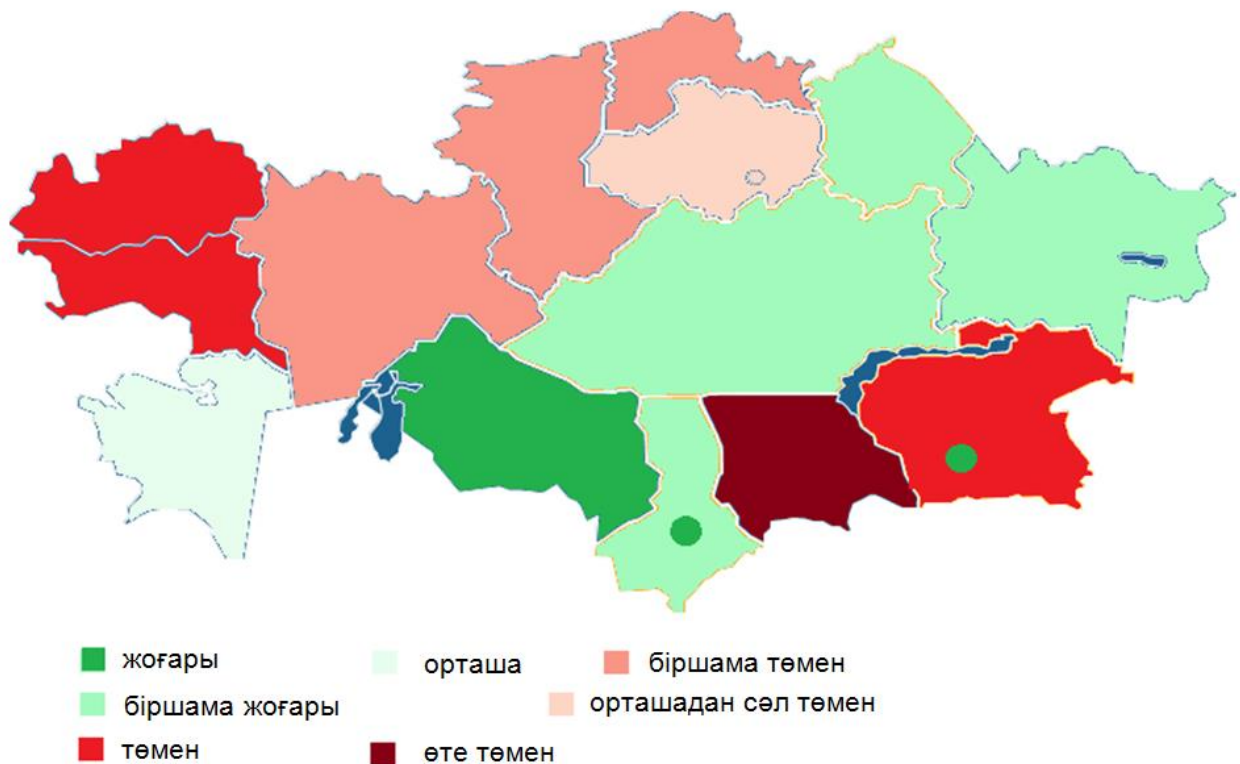 жоғары орташа біршама төмен
біршама жоғары орташадан сәл төмен
төмен өте төмен